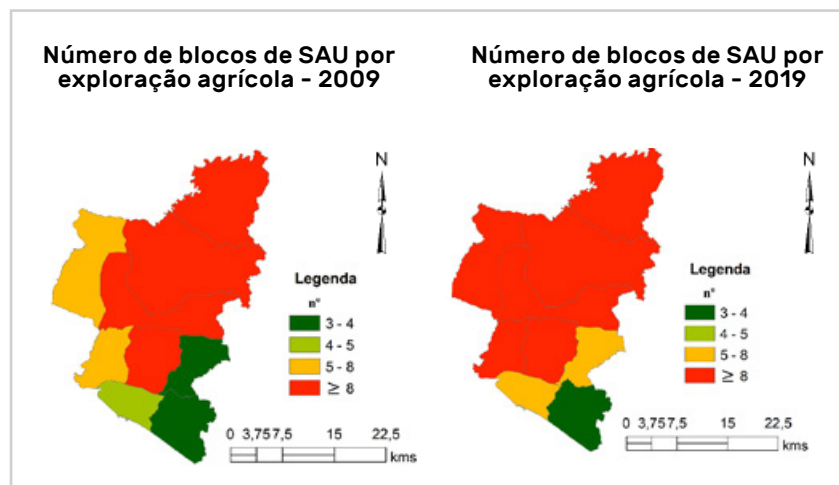 Número de blocos de SAU por
exploração agrícola - 2009
N
Legenda
nº
3 - 4
4 - 5
5 - 8
≥ 8
0 3,75 7,5 15 22,5
kms
Número de blocos de SAU por
exploração agrícola - 2019
N
Legenda
nº
3 - 4
4 - 5
5 - 8
≥ 8
0 3,75 7,5 15 22,5
kms